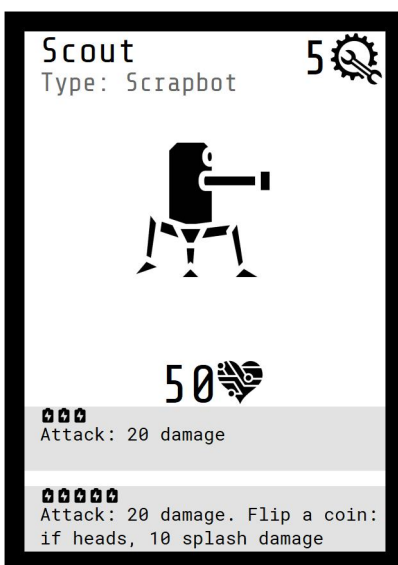 Scout
5
Type: Scrapbot
50
Attack: 20 damage
Attack: 20 damage. Flip a coin:
if heads, 10 splash damage